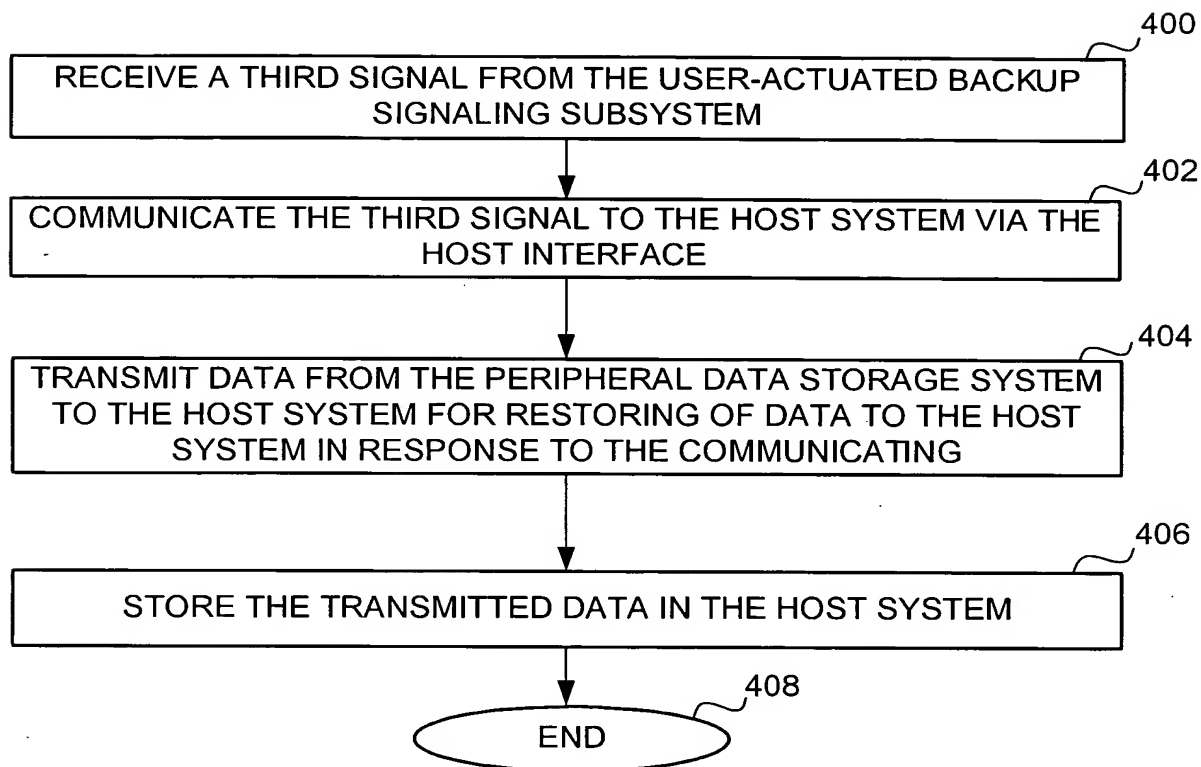 400
RECEIVE A THIRD SIGNAL FROM THE USER-ACTUATED BACKUP
SIGNALING SUBSYSTEM
402
COMMUNICATE THE THIRD SIGNAL TO THE HOST SYSTEM VIA THE
HOST INTERFACE
404
TRANSMIT DATA FROM THE PERIPHERAL DATA STORAGE SYSTEM
TO THE HOST SYSTEM FOR RESTORING OF DATA TO THE HOST
SYSTEM IN RESPONSE TO THE COMMUNICATING
406
STORE THE TRANSMITTED DATA IN THE HOST SYSTEM
408
END